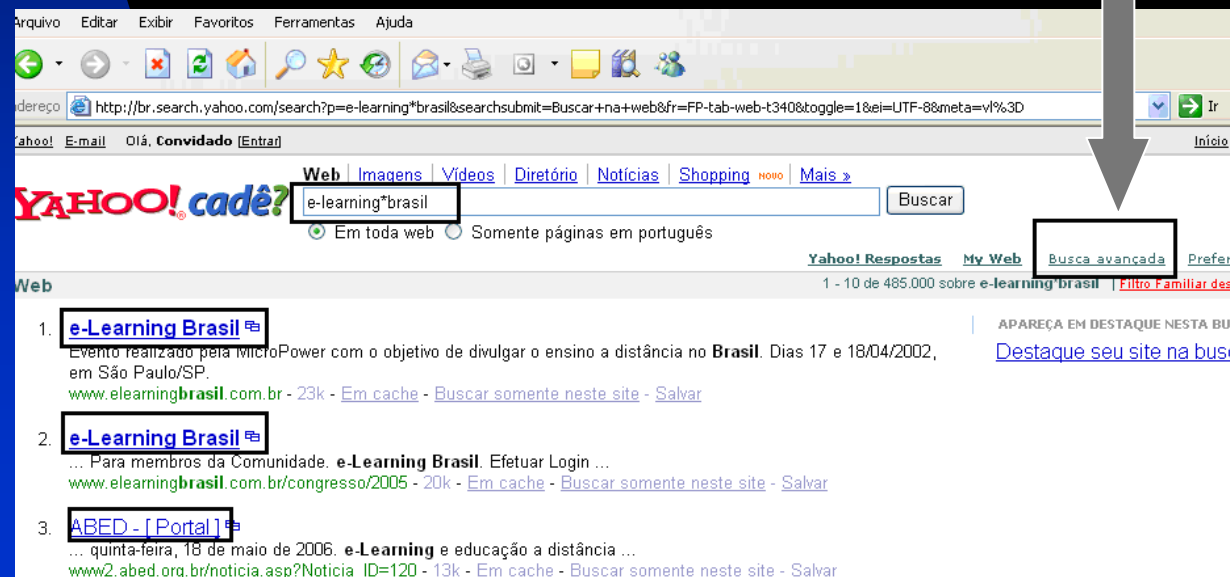 Arquivo Editar Exibir Favoritos Ferramentas Ajuda
Endereço http://br.search.yahoo.com/search?p=e-learning*brasil&searchsubmit=Buscar+na+web&fr=FP-tab-web-t340&toggle=1&ei=UTF-8&meta=vl%3D Ir
Yahoo! E-mail Olá, Convidado [Entrar] Início
Web | Imagens | Vídeos | Diretório | Notícias | Shopping NOVO | Mais »
YAHOO! cadê? e-learning*brasil Buscar
Em toda web Somente páginas em português
Yahoo! Respostas My Web Busca avançada Prefer
Web 1 - 10 de 485.000 sobre e-learning*brasil | Filtro Familiar des
1. e-Learning Brasil APAREÇA EM DESTAQUE NESTA BU
Evento realizado pela MicroPower com o objetivo de divulgar o ensino a distância no Brasil. Dias 17 e 18/04/2002, Destaque seu site na busc
em São Paulo/SP.
www.elearningbrasil.com.br - 23k - Em cache - Buscar somente neste site - Salvar
2. e-Learning Brasil
... Para membros da Comunidade. e-Learning Brasil. Efetuar Login ...
www.elearningbrasil.com.br/congresso/2005 - 20k - Em cache - Buscar somente neste site - Salvar
3. ABED - [ Portal ]
... quinta-feira, 18 de maio de 2006. e-Learning e educação a distância ...
www2.abed.org.br/noticia.asp?Noticia_ID=120 - 13k - Em cache - Buscar somente neste site - Salvar